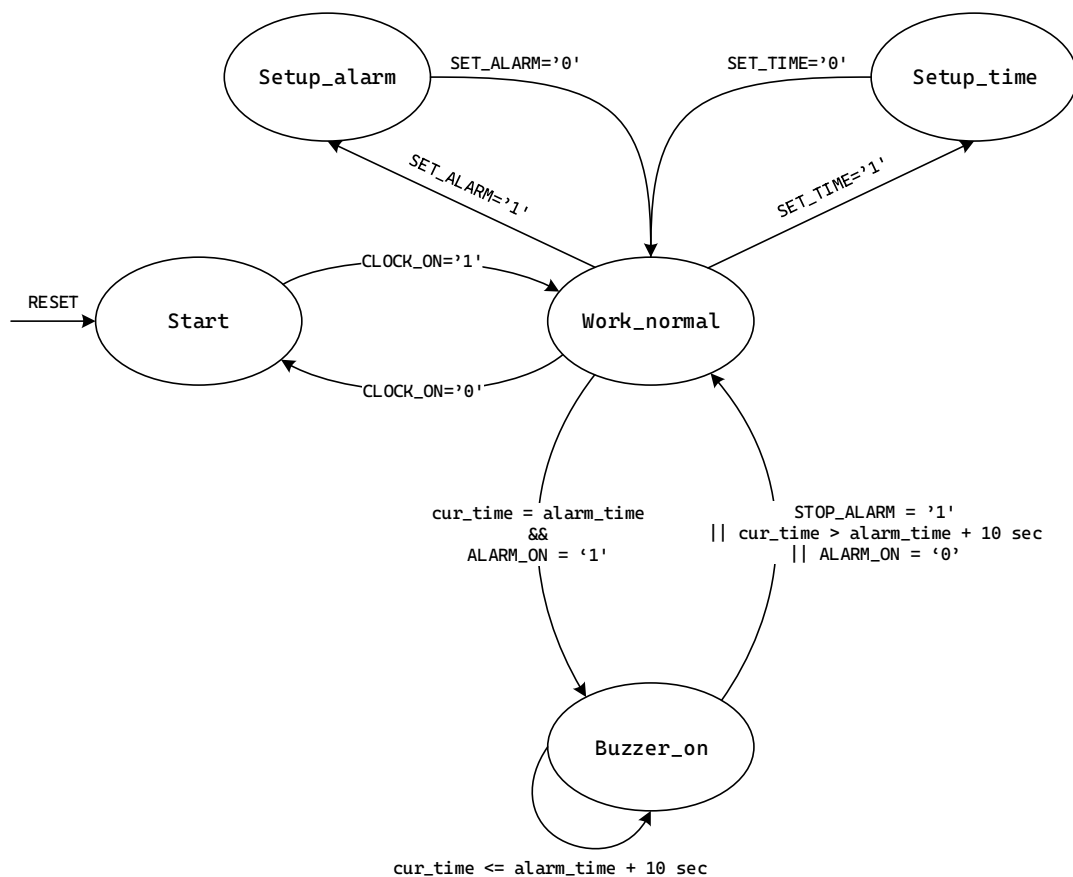 SET_ALARM='0'
SET_TIME='0'
Setup_alarm
Setup_time
SET_ALARM='1'
SET_TIME='1'
CLOCK_ON='1'
RESET
Start
Work_normal
CLOCK_ON='0'
cur_time = alarm_time
&&
ALARM_ON = ‘1'
STOP_ALARM = ’1'
|| cur_time > alarm_time + 10 sec
|| ALARM_ON = ‘0’
Buzzer_on
cur_time <= alarm_time + 10 sec